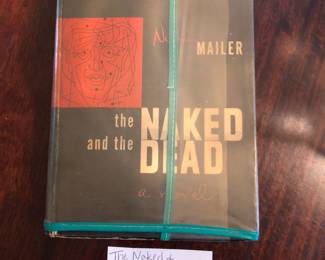 MAILER
the NAKED
and the DEAD
a novel
The Naked &